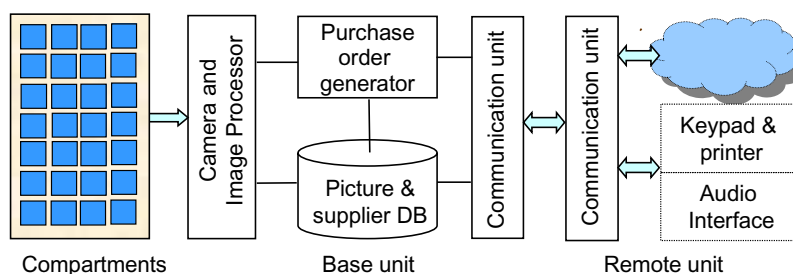 Camera and
Image Processor
Purchase
order
generator
Picture &
supplier DB
Communication unit
Communication unit
Keypad &
printer
Audio
Interface
Compartments
Base unit
Remote unit